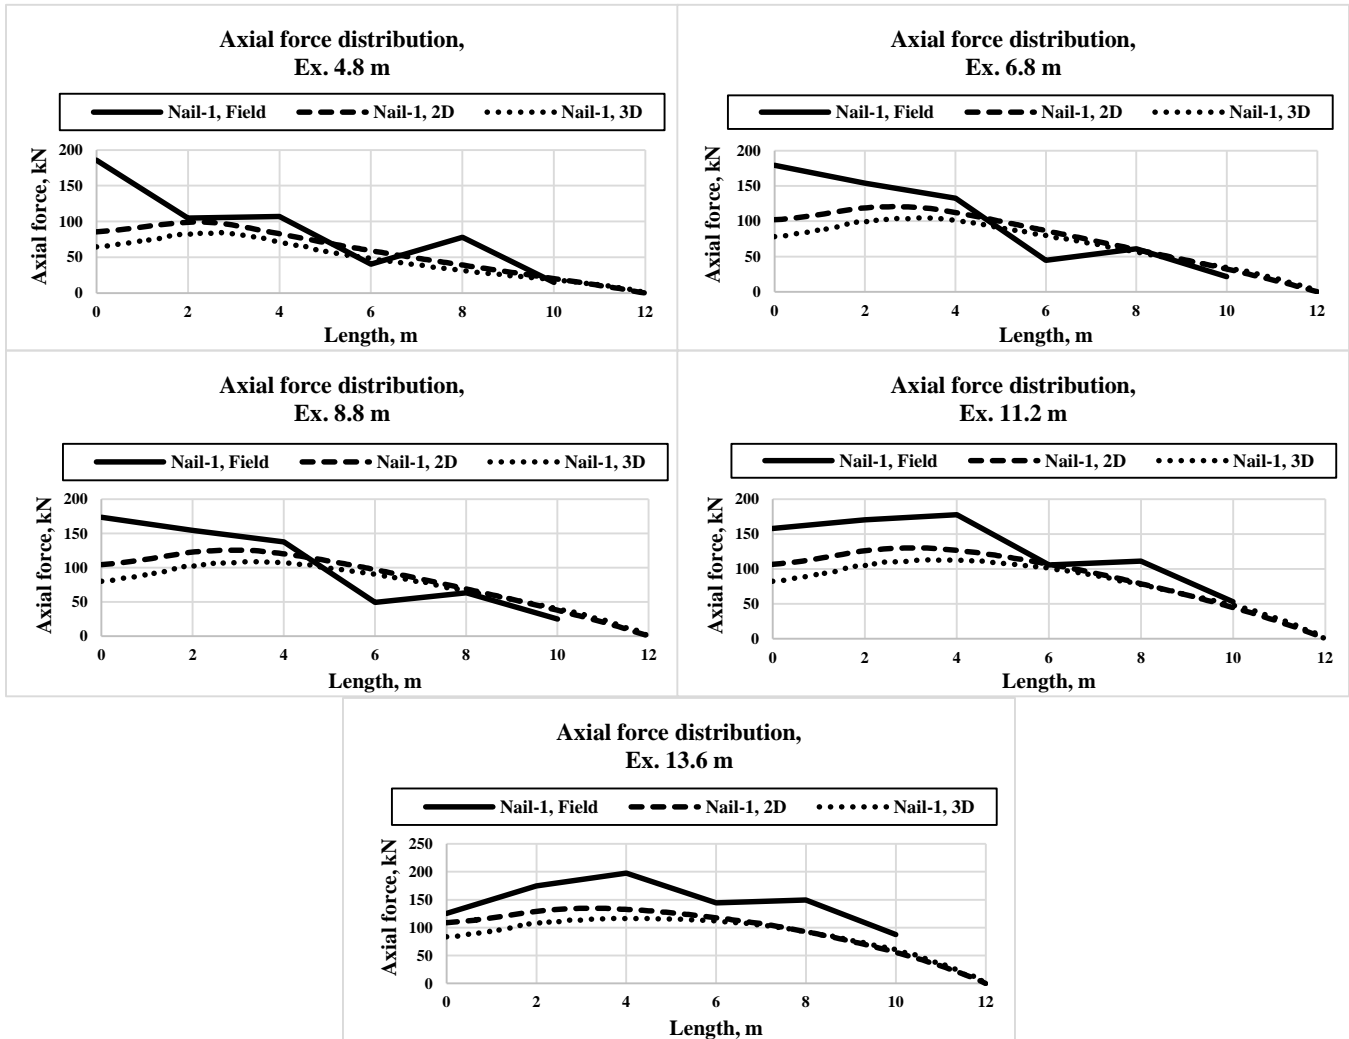 Axial force distribution,
Ex. 4.8 m
Nail-1, Field Nail-1, 2D Nail-1, 3D
Axial force, kN
200
150
100
50
0
0 2 4 6 8 10 12
Length, m
Axial force distribution,
Ex. 6.8 m
Nail-1, Field Nail-1, 2D Nail-1, 3D
Axial force, kN
200
150
100
50
0
0 2 4 6 8 10 12
Length, m
Axial force distribution,
Ex. 8.8 m
Nail-1, Field Nail-1, 2D Nail-1, 3D
Axial force, kN
200
150
100
50
0
0 2 4 6 8 10 12
Length, m
Axial force distribution,
Ex. 11.2 m
Nail-1, Field Nail-1, 2D Nail-1, 3D
Axial force, kN
200
150
100
50
0
0 2 4 6 8 10 12
Length, m
Axial force distribution,
Ex. 13.6 m
Nail-1, Field Nail-1, 2D Nail-1, 3D
Axial force, kN
250
200
150
100
50
0
0 2 4 6 8 10 12
Length, m